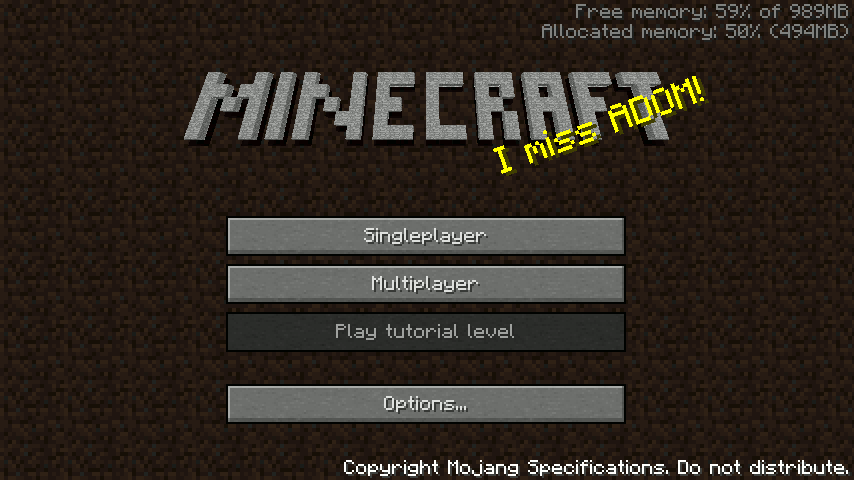 Free memory: 59% of 989MB
Allocated memory: 50% (494MB)
MINECRAFT
I miss ADOM!
Singleplayer
Multiplayer
Play tutorial level
Options...
Copyright Mojang Specifications. Do not distribute.